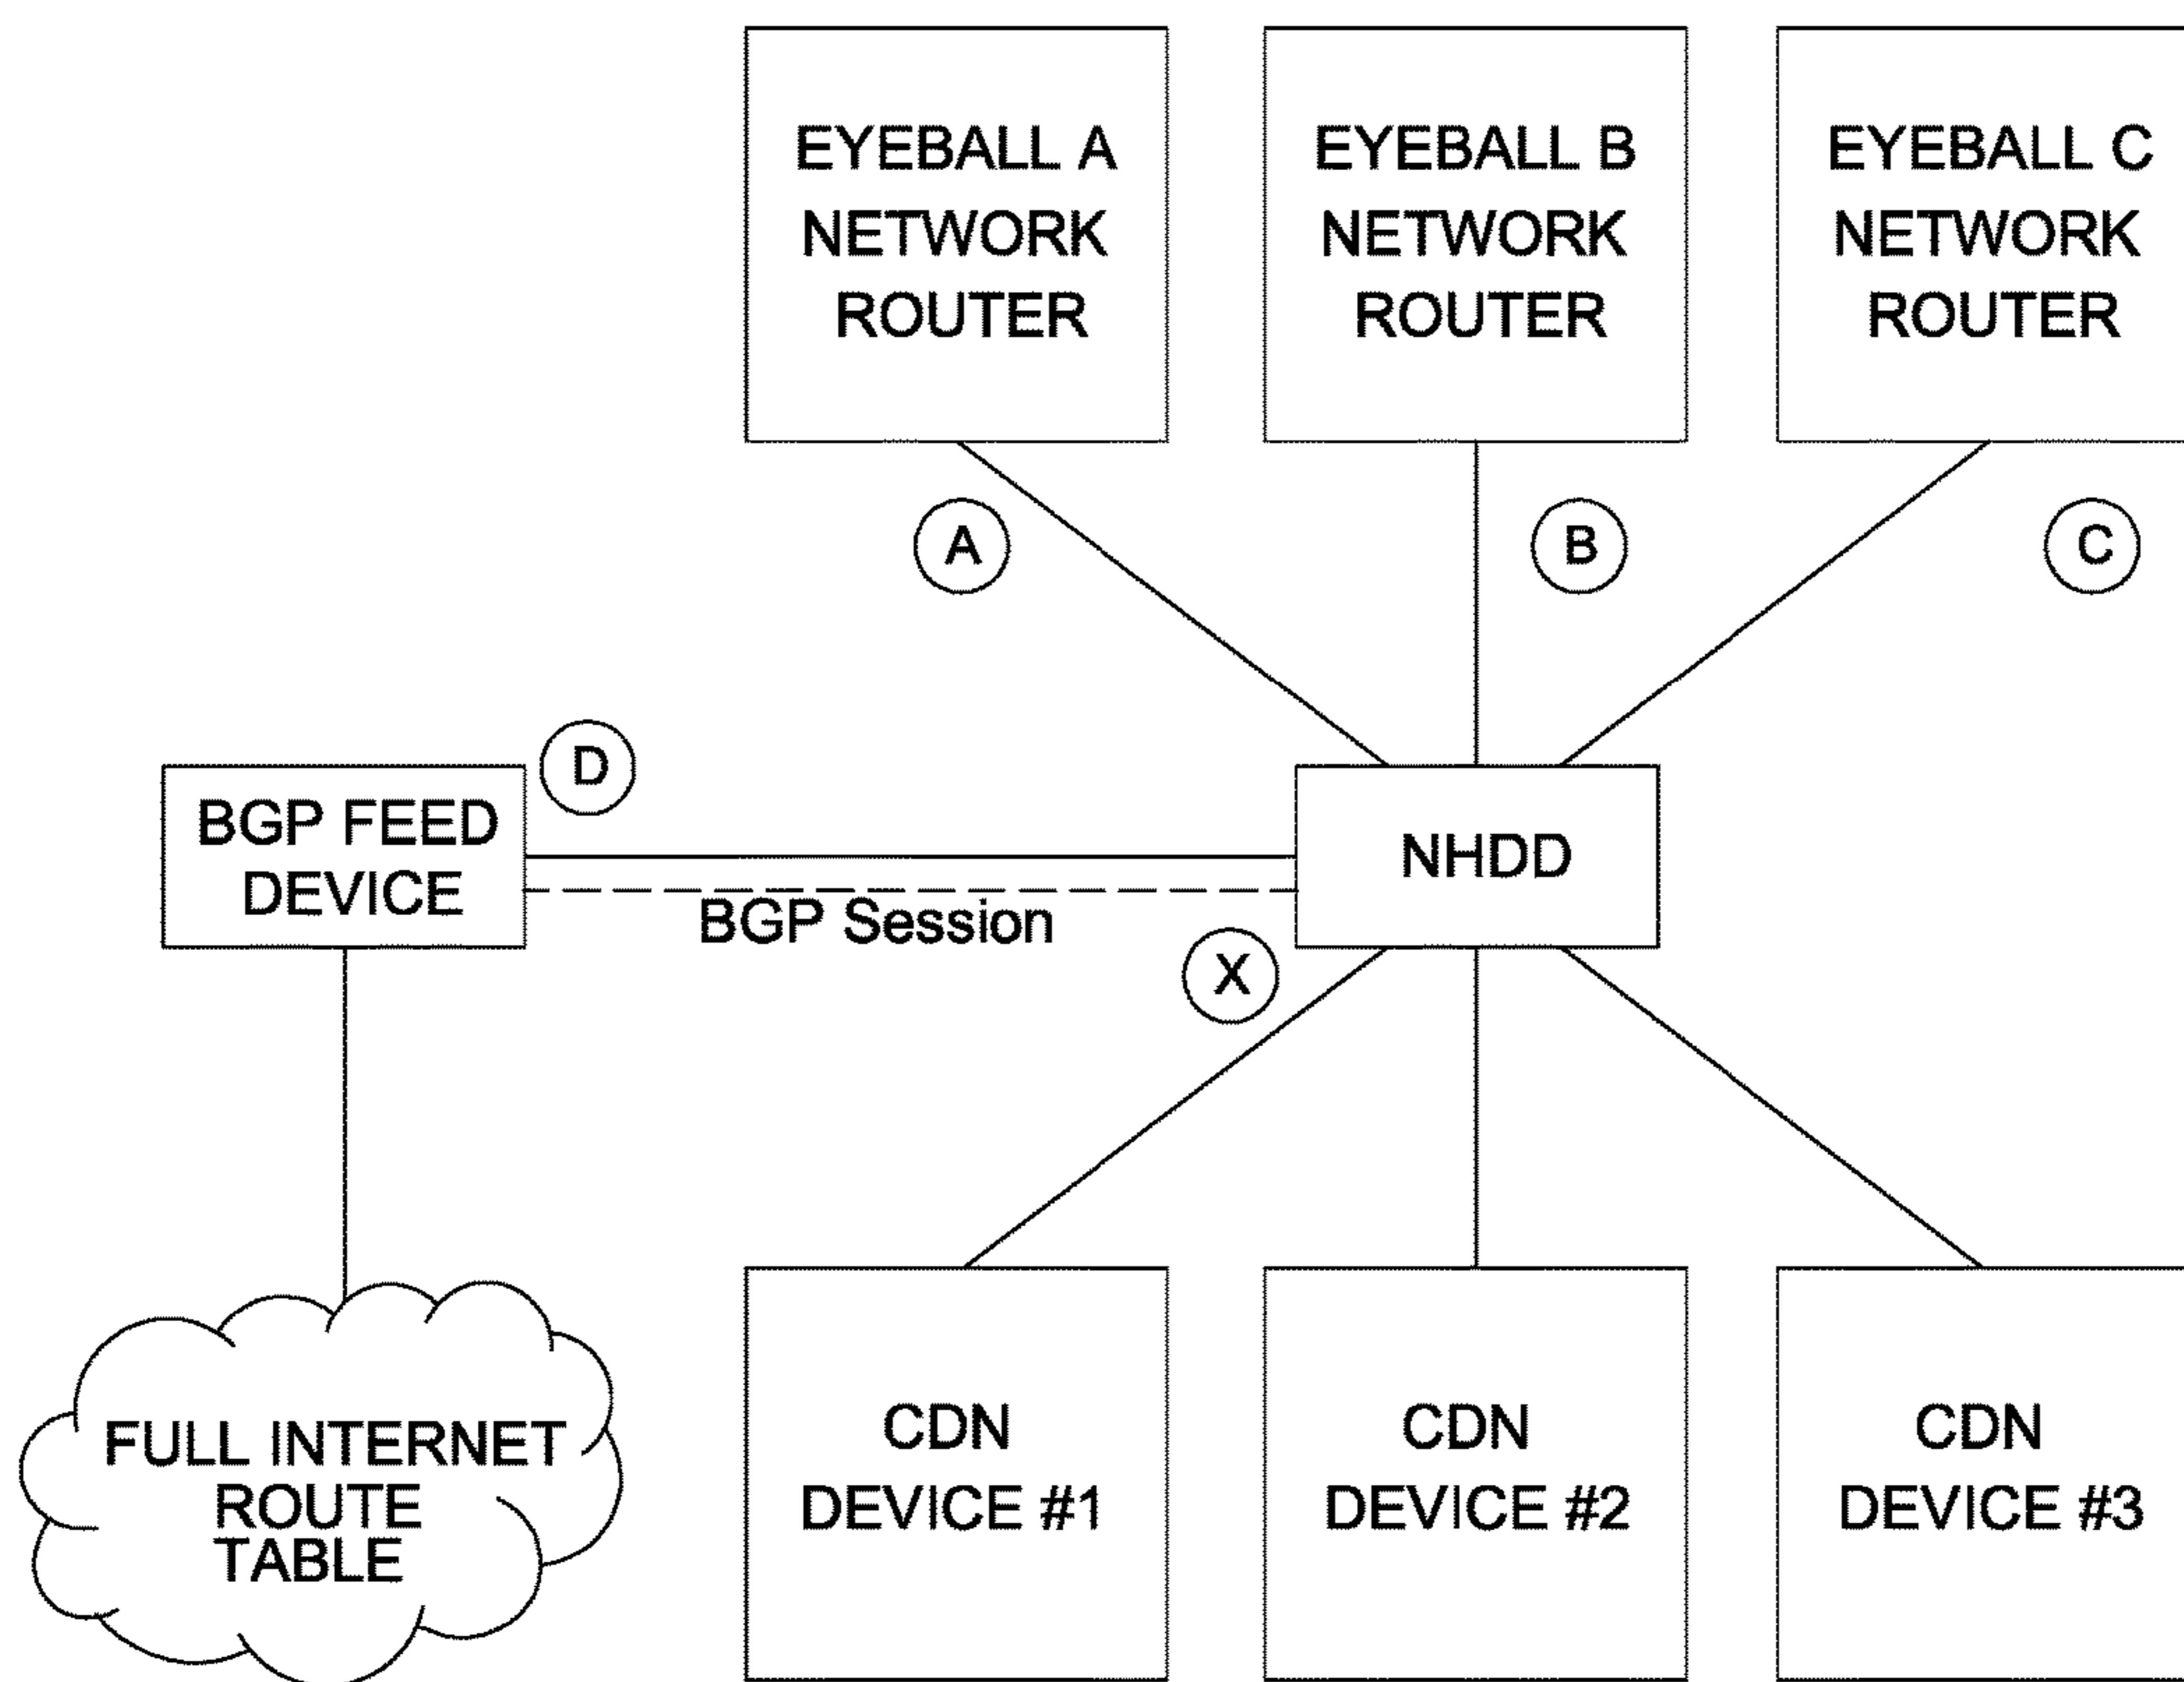 EYEBALL A
NETWORK
ROUTER
EYEBALL B
NETWORK
ROUTER
EYEBALL C
NETWORK
ROUTER
A
B
C
D
BGP FEED
DEVICE
BGP Session
NHDD
X
FULL INTERNET
ROUTE
TABLE
CDN
DEVICE #1
CDN
DEVICE #2
CDN
DEVICE #3